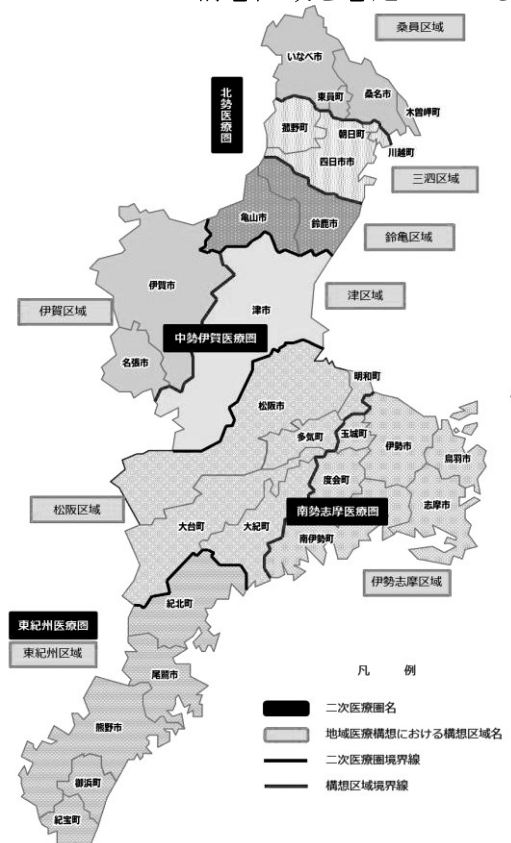 桑員区域
いなべ市
東員町
桑名市
木曽岬町
北勢医療圏
菰野町
朝日町
川越町
四日市市
三泗区域
亀山市
鈴鹿市
鈴亀区域
伊賀市
津市
津区域
伊賀区域
中勢伊賀医療圏
名張市
明和町
松阪市
多気町
玉城町
伊勢市
鳥羽市
度会町
志摩市
松阪区域
大台町
大紀町
南勢志摩医療圏
南伊勢町
伊勢志摩区域
紀北町
東紀州医療圏
東紀州区域
尾鷲市
熊野市
御浜町
紀宝町
凡 例
二次医療圏名
地域医療構想における構想区域名
二次医療圏境界線
構想区域境界線